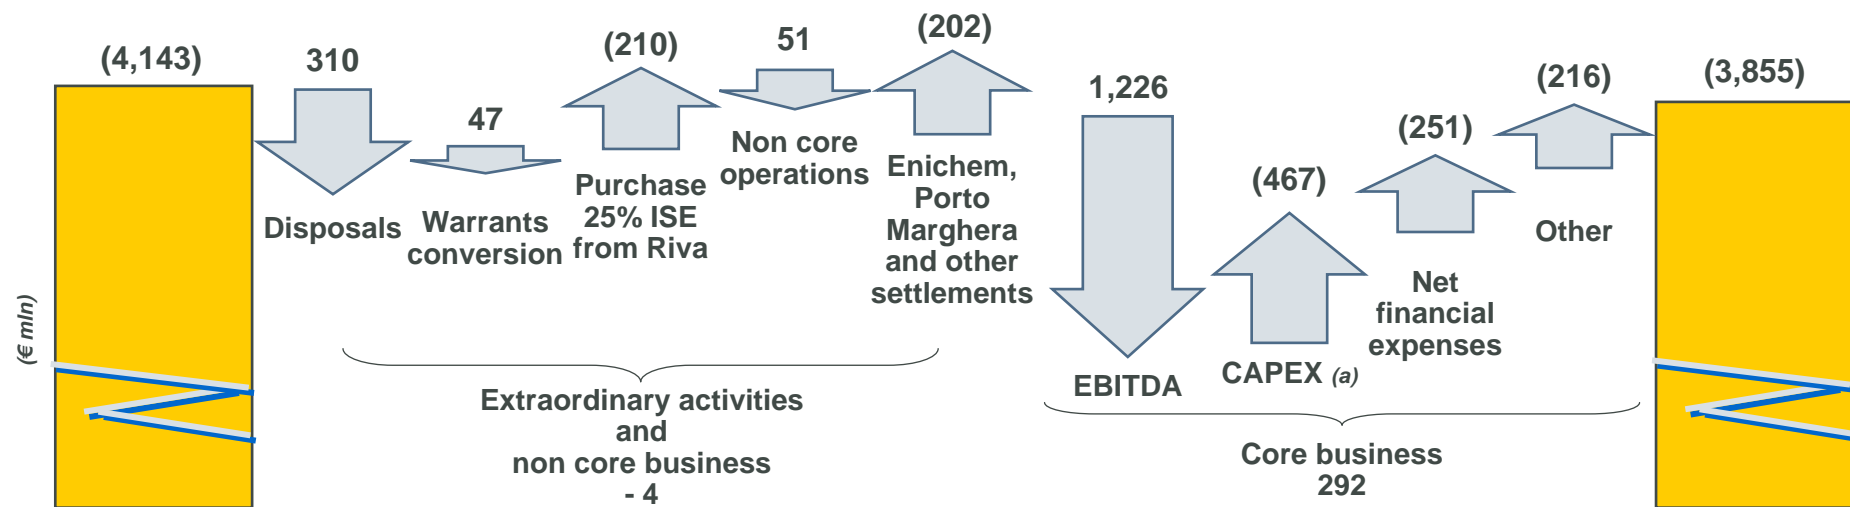 (4,143)
310
Disposals
47
Warrants
conversion
(210)
Purchase
25% ISE
from Riva
51
Non core
operations
(202)
Enichem,
Porto
Marghera
and other
settlements
1,226
EBITDA
(467)
CAPEX (a)
(251)
Net
financial
expenses
(216)
Other
(3,855)
(€ mln)
Extraordinary activities
and
non core business
- 4
Core business
292